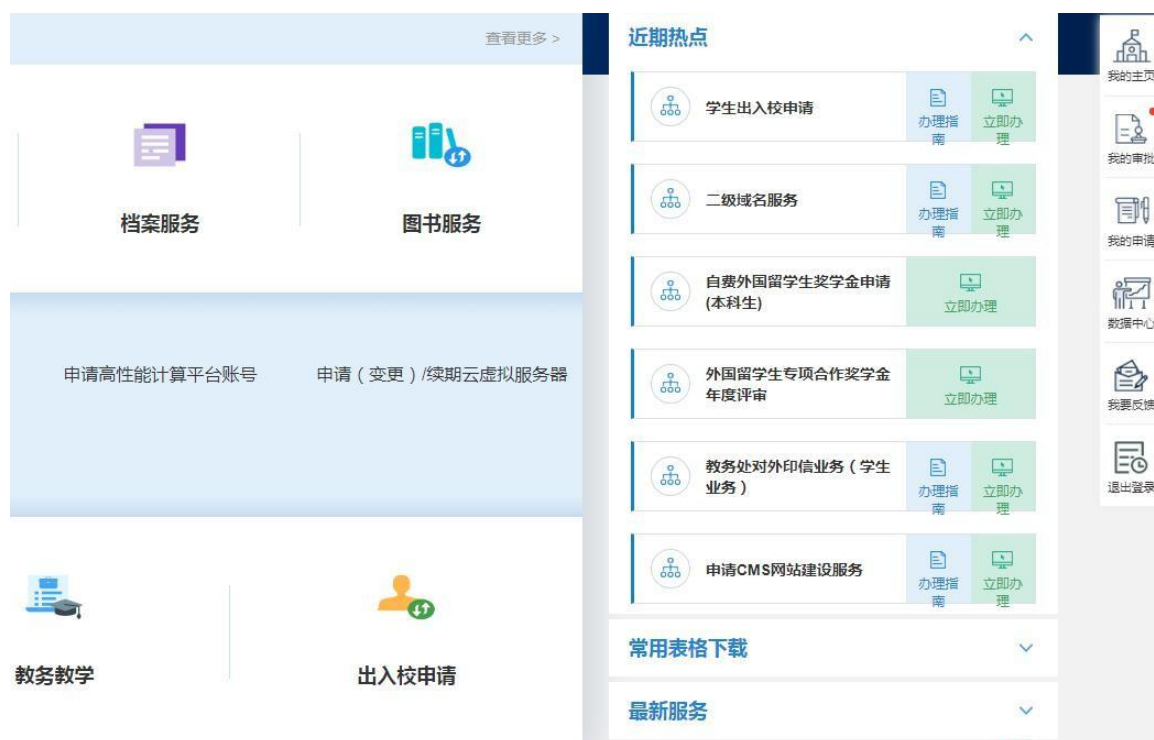 查看更多 >
档案服务
图书服务
申请高性能计算平台账号
申请（变更）/续期云虚拟服务器
教务教学
出入校申请
近期热点
学生出入校申请
办理指
南
立即办
理
二级域名服务
办理指
南
立即办
理
自费外国留学生奖学金申请
(本科生)
立即办理
外国留学生专项合作奖学金
年度评审
立即办理
教务处对外印信业务（学生
业务）
办理指
南
立即办
理
申请CMS网站建设服务
办理指
南
立即办
理
常用表格下载
最新服务
我的主页
我的审批
我的申请
数据中心
我要反馈
退出登录